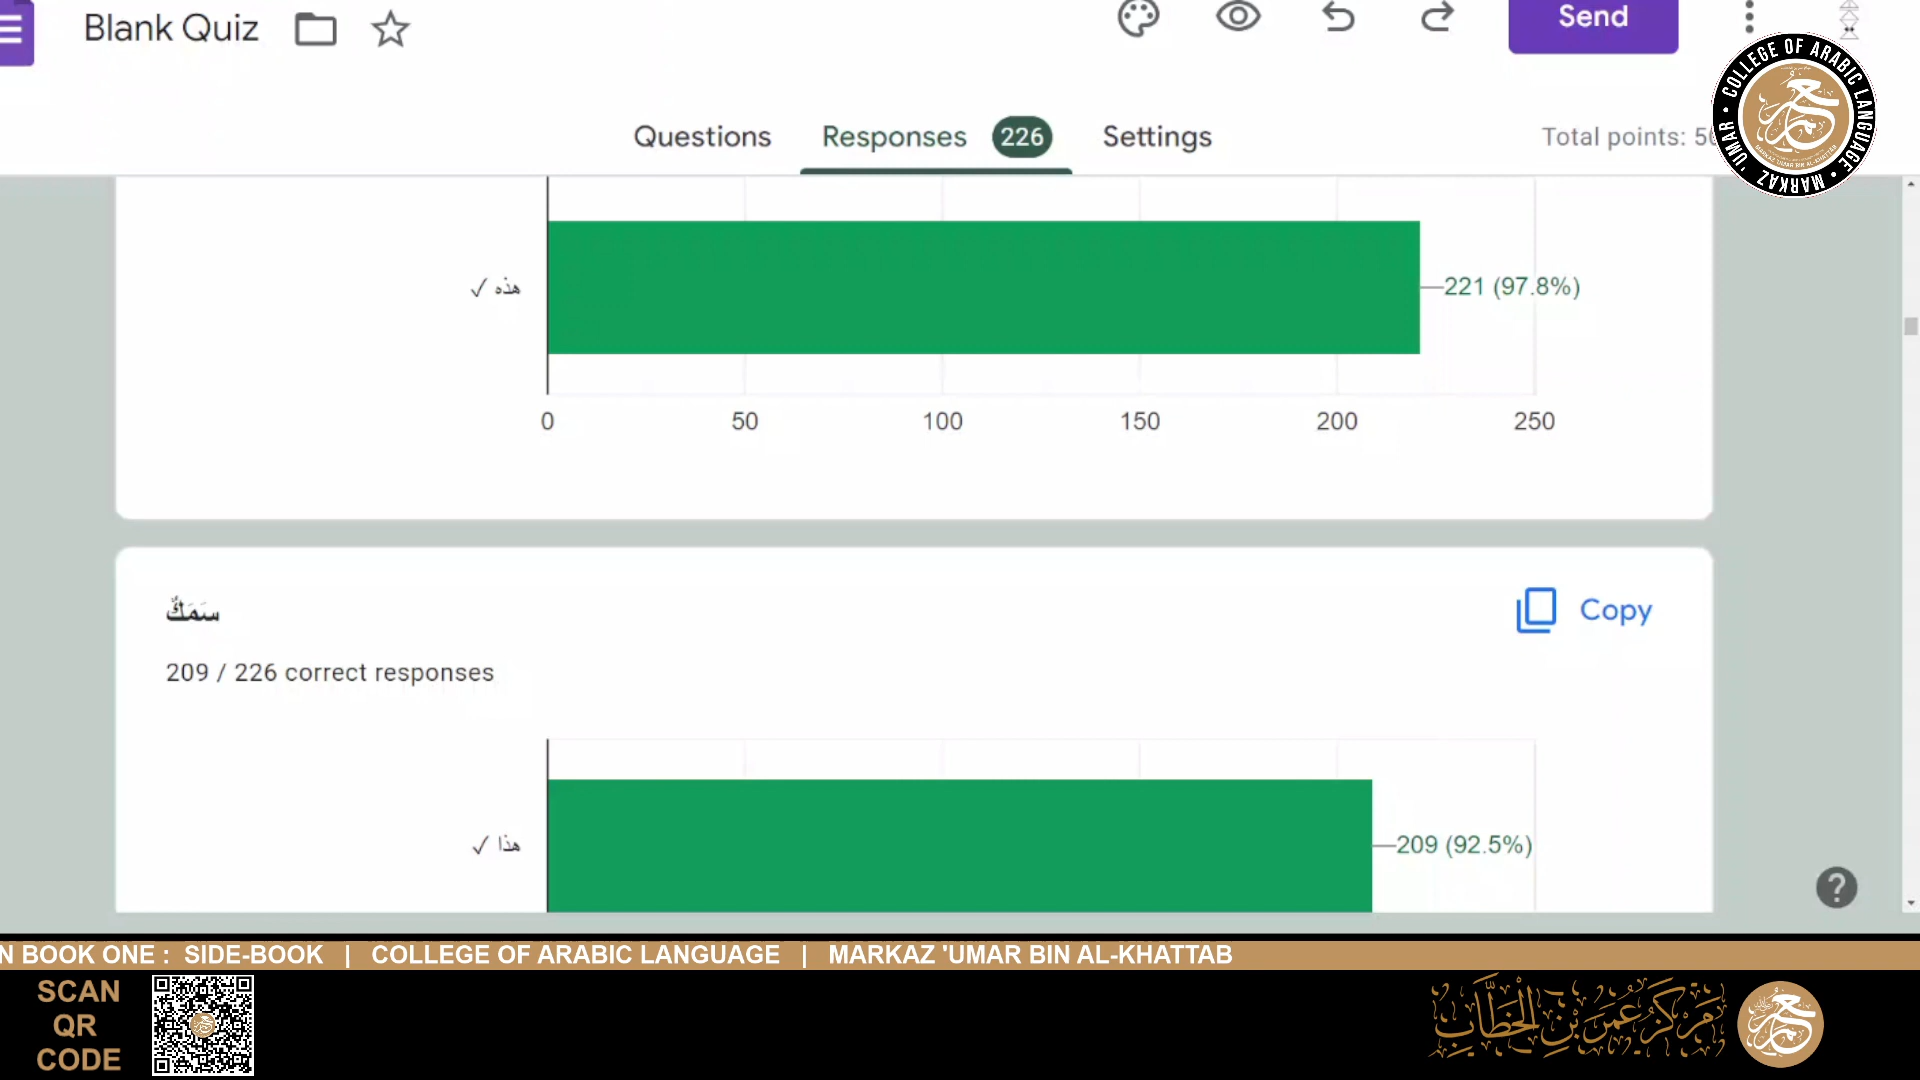 Blank Quiz
Send
Questions
Responses 226
Settings
Total points: 5
COLLEGE OF ARABIC LANGUAGE • MARKAZ 'UMAR •
هذه ✓
221 (97.8%)
0 50 100 150 200 250
سَمَكٌ
Copy
209 / 226 correct responses
هذا ✓
209 (92.5%)
N BOOK ONE : SIDE-BOOK | COLLEGE OF ARABIC LANGUAGE | MARKAZ 'UMAR BIN AL-KHATTAB
SCAN
QR
CODE
مَرْكَزُ عُمَرَ بْنِ الْخَطَّابِ